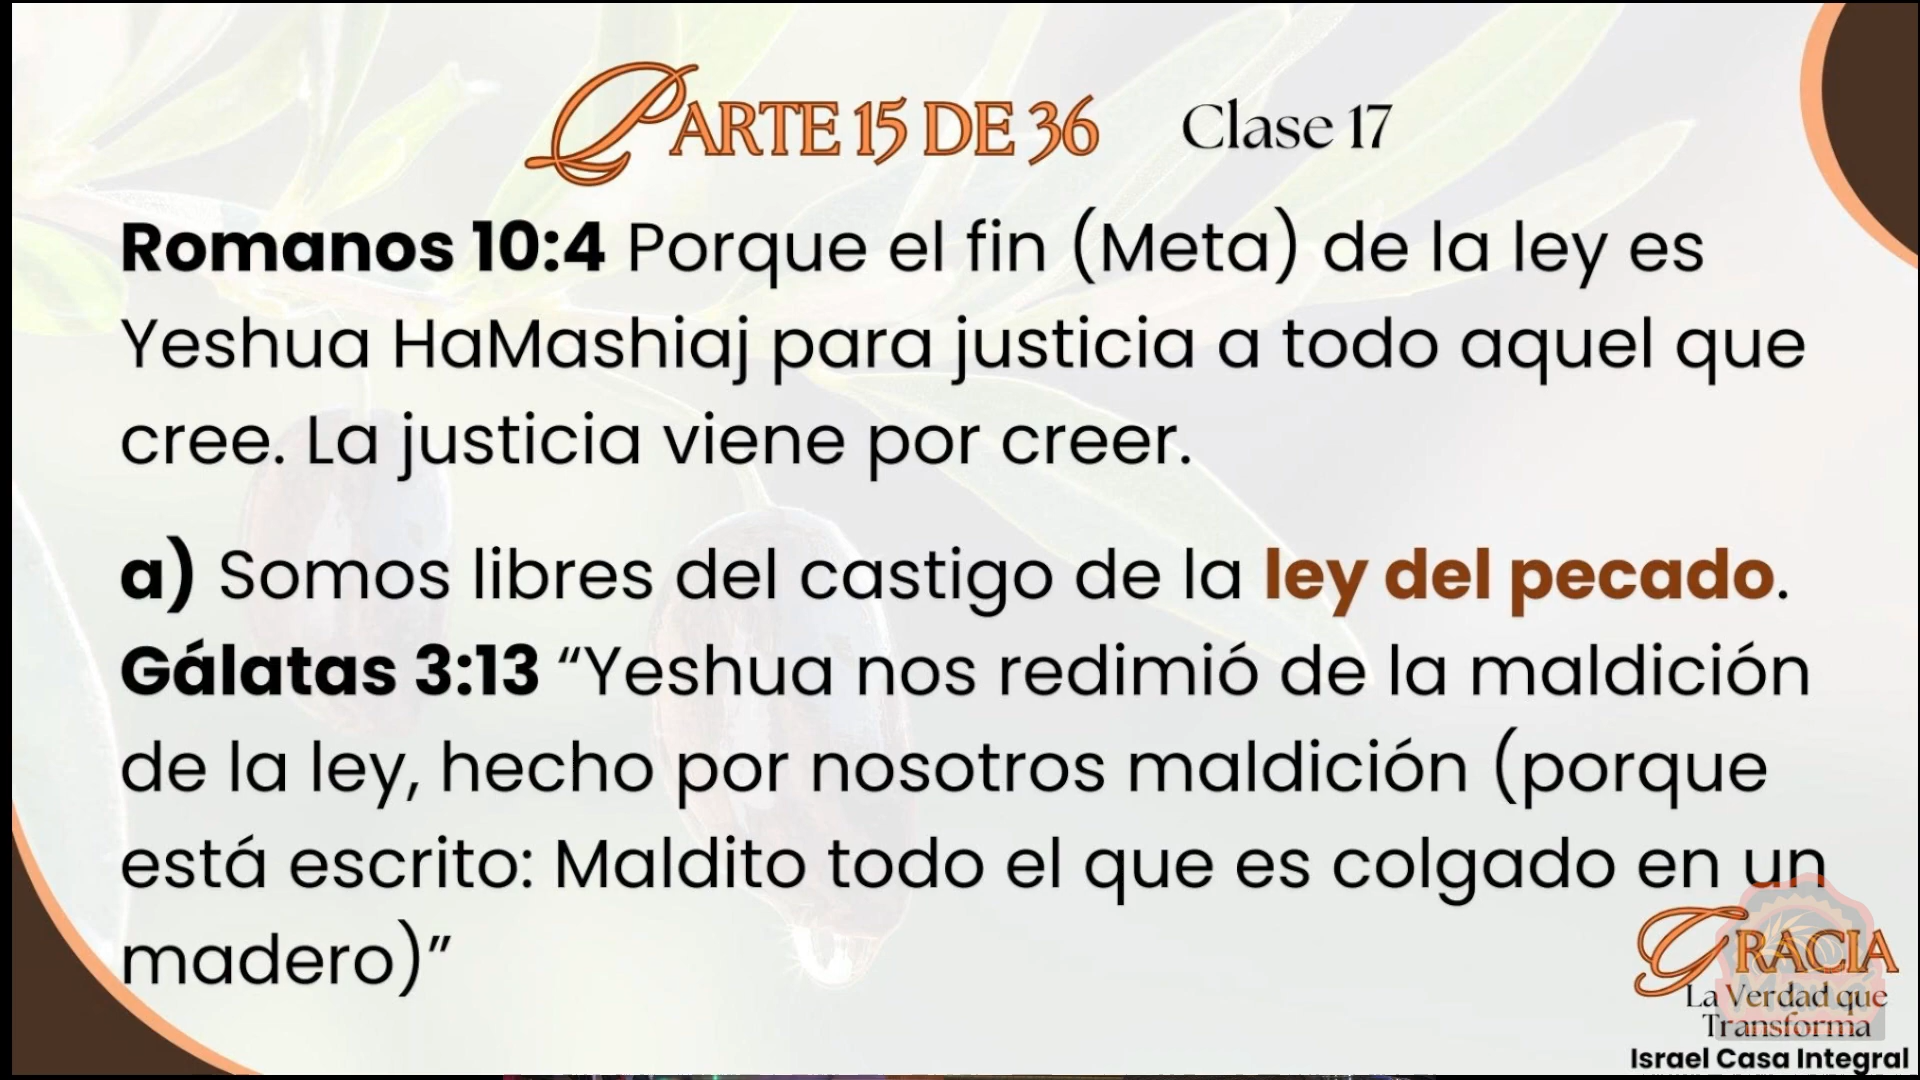 PARTE 15 DE 36 Clase 17
Romanos 10:4 Porque el fin (Meta) de la ley es
Yeshua HaMashiaj para justicia a todo aquel que
cree. La justicia viene por creer.
a) Somos libres del castigo de la ley del pecado.
Gálatas 3:13 “Yeshua nos redimió de la maldición
de la ley, hecho por nosotros maldición (porque
está escrito: Maldito todo el que es colgado en un
madero)”
GRACIA
La Verdad que
Transforma
Israel Casa Integral